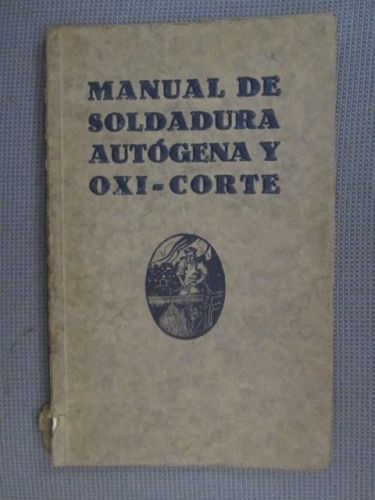 MANUAL DE
SOLDADURA
AUTÓGENA Y
OXI-CORTE